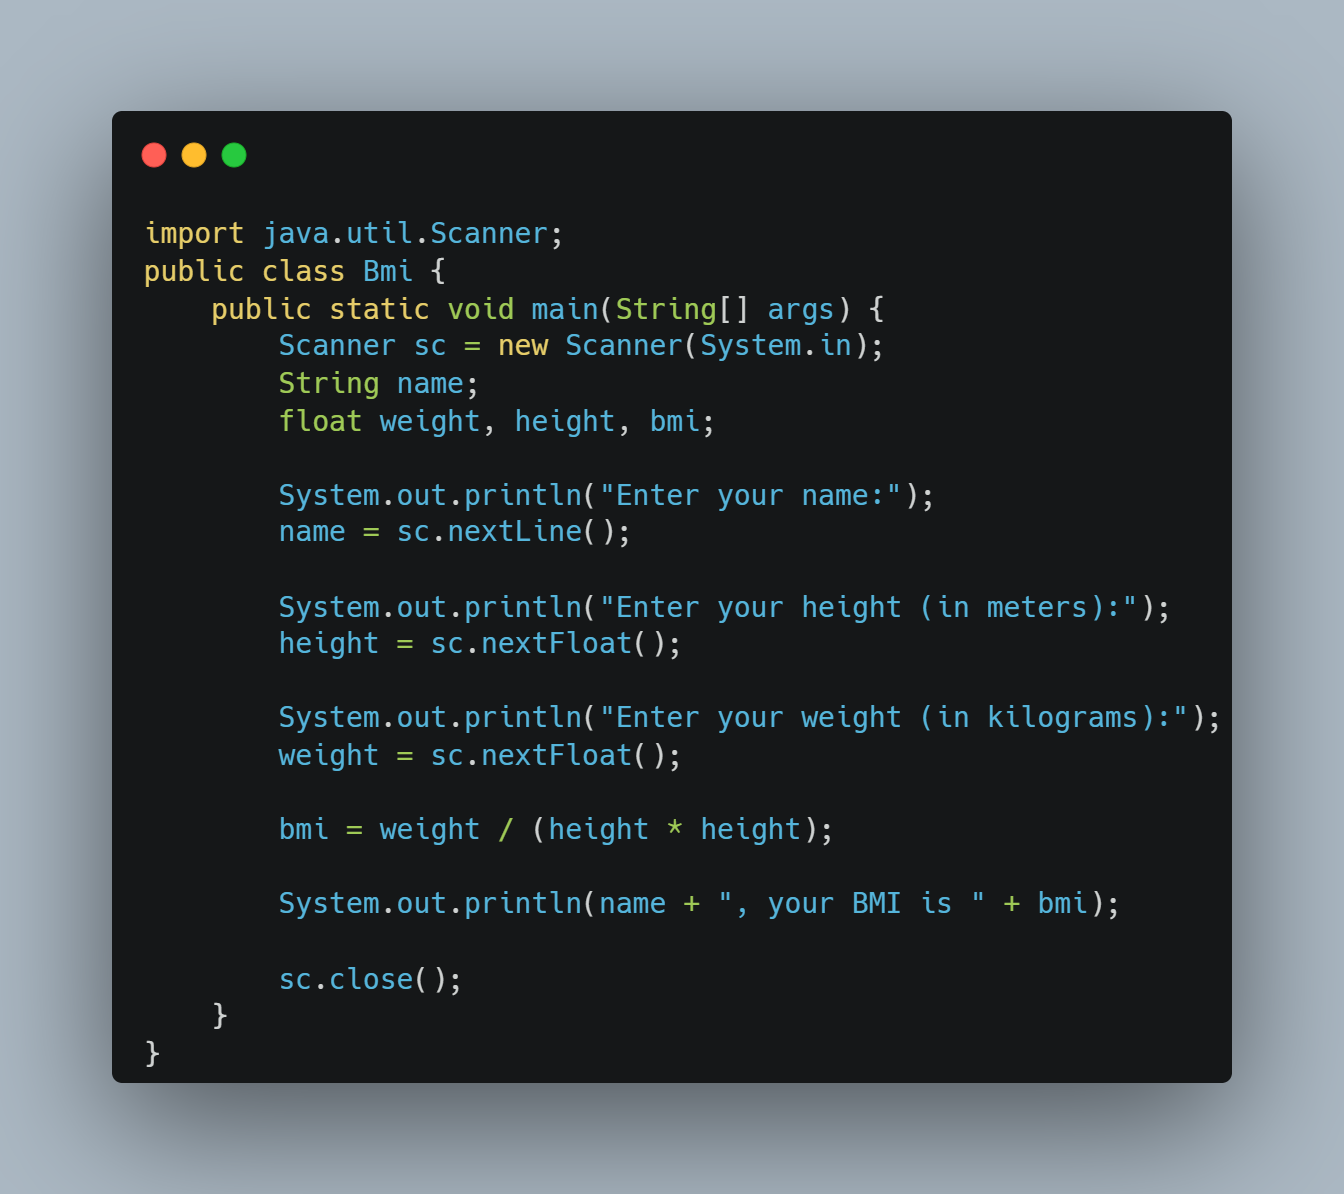 import java.util.Scanner;
public class Bmi {
    public static void main(String[] args) {
        Scanner sc = new Scanner(System.in);
        String name;
        float weight, height, bmi;

        System.out.println("Enter your name:");
        name = sc.nextLine();

        System.out.println("Enter your height (in meters):");
        height = sc.nextFloat();

        System.out.println("Enter your weight (in kilograms):");
        weight = sc.nextFloat();

        bmi = weight / (height * height);

        System.out.println(name + ", your BMI is " + bmi);

        sc.close();
    }
}